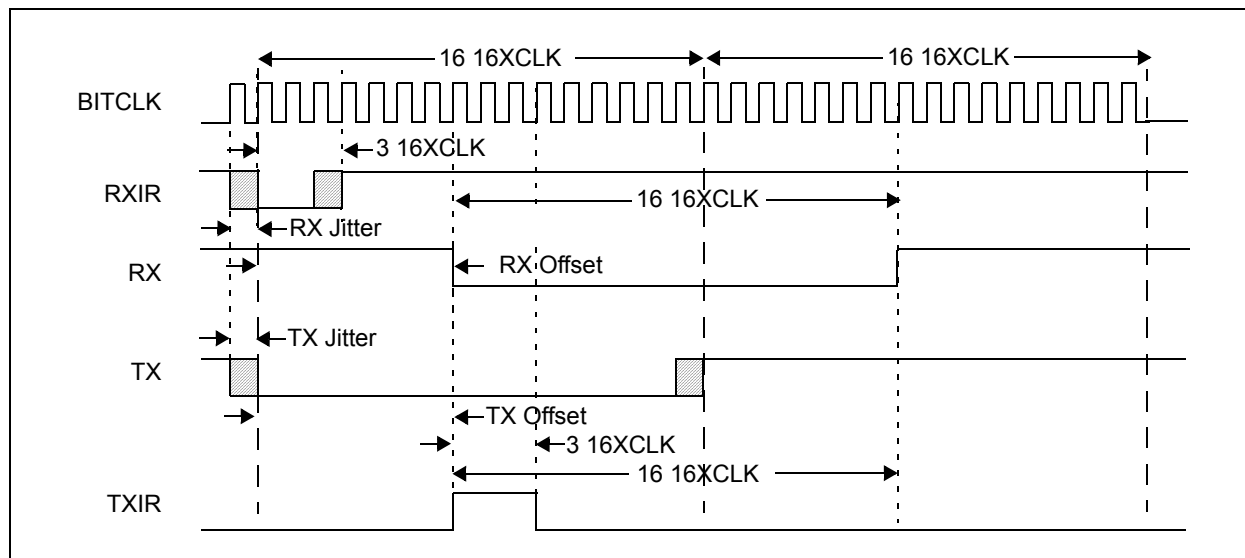 16 16XCLK
16 16XCLK
BITCLK
3 16XCLK
RXIR
16 16XCLK
RX Jitter
RX
RX Offset
TX Jitter
TX
TX Offset
3 16XCLK
16 16XCLK
TXIR